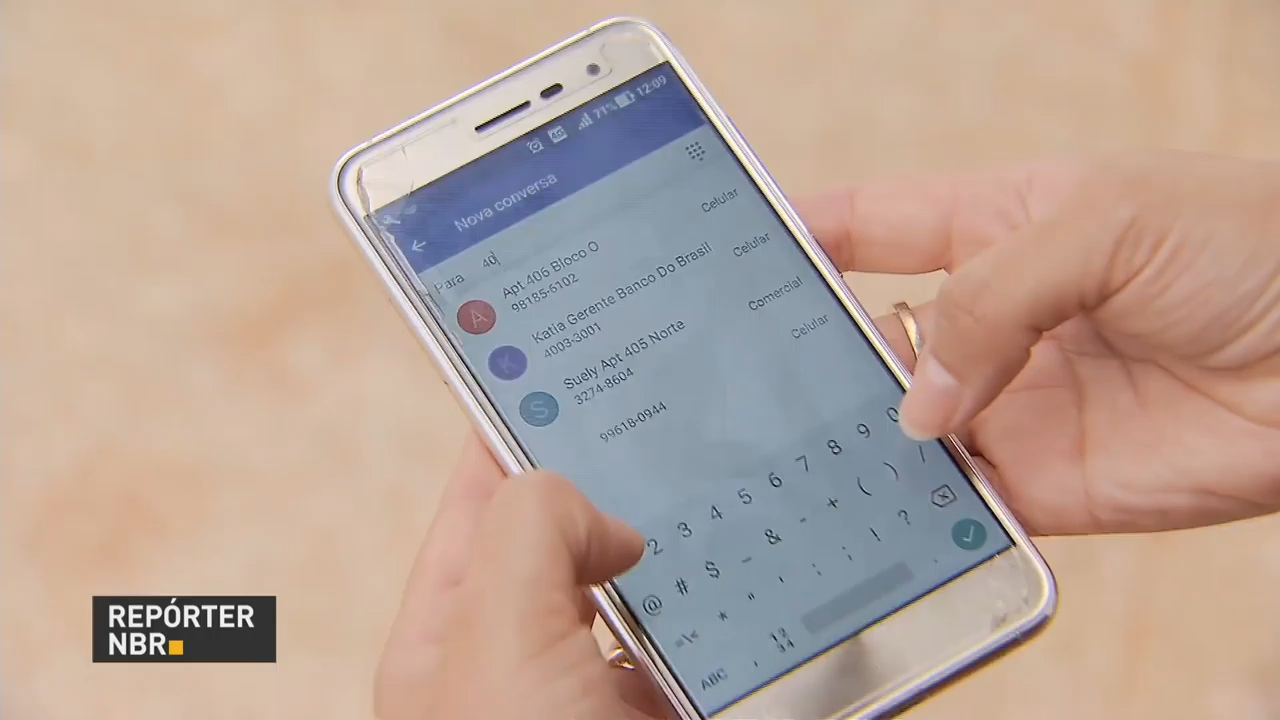 71% 12:09
Nova conversa
Para 40
A Apt 406 Bloco O Celular
98185-6102
K Katia Gerente Banco Do Brasil Celular
4003-3001
S Suely Apt 405 Norte Comercial
3274-8604
99618-0944 Celular
2 3 4 5 6 7 8 9 0
@ # $ - & - + ( ) /
=\< * " ' : ; ! ?
ABC , 12 34 .
REPÓRTER
NBR